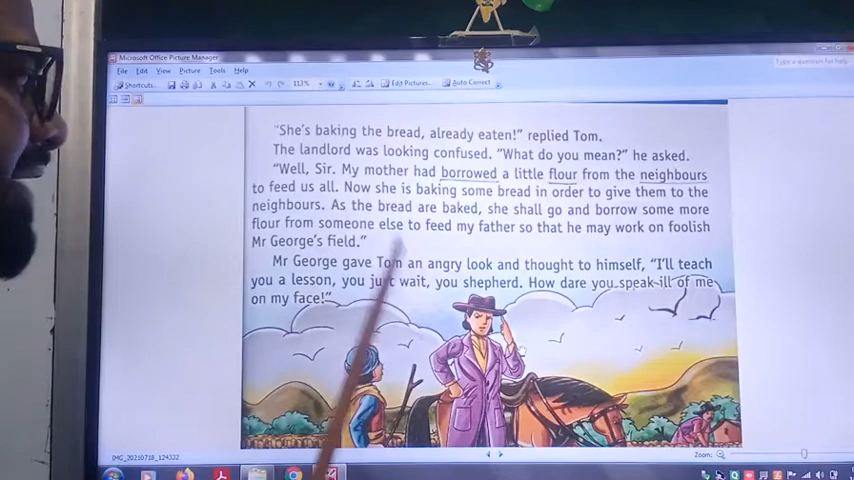 Microsoft Office Picture Manager
Type a question for help
File Edit View Picture Tools Help
Shortcuts... 113% Edit Pictures... Auto Correct
"She's baking the bread, already eaten!" replied Tom.
The landlord was looking confused. "What do you mean?" he asked.
"Well, Sir. My mother had borrowed a little flour from the neighbours
to feed us all. Now she is baking some bread in order to give them to the
neighbours. As the bread are baked, she shall go and borrow some more
flour from someone else to feed my father so that he may work on foolish
Mr George's field."
Mr George gave Tom an angry look and thought to himself, "I'll teach
you a lesson, you just wait, you shepherd. How dare you speak ill of me
on my face!"
IMG_20210718_124332
Zoom: